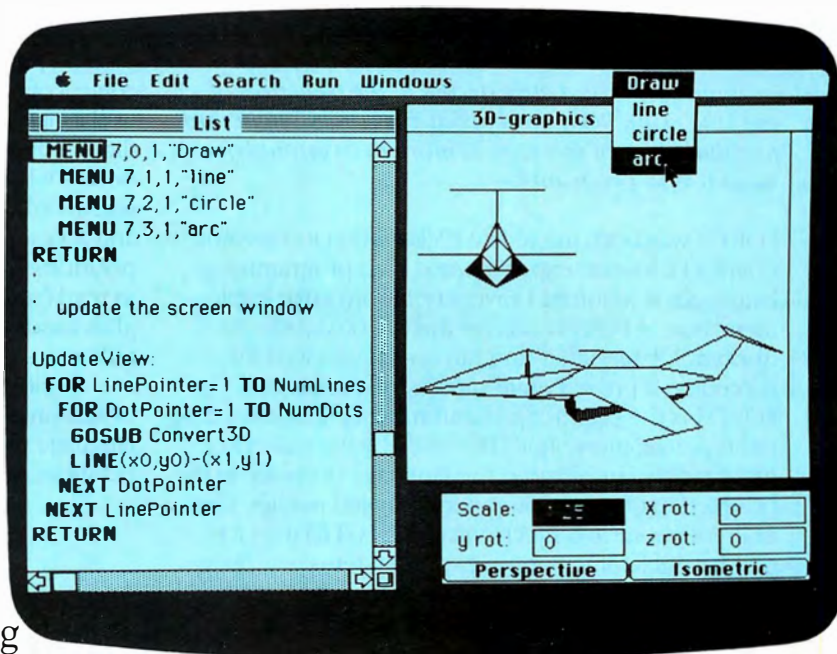 File Edit Search Run Windows Draw
line
circle
arc
List
MENU 7,0,1,"Draw"
MENU 7,1,1,"line"
MENU 7,2,1,"circle"
MENU 7,3,1,"arc"
RETURN
' update the screen window
UpdateView:
FOR LinePointer=1 TO NumLines
FOR DotPointer=1 TO NumDots
GOSUB Convert3D
LINE(x0,y0)-(x1,y1)
NEXT DotPointer
NEXT LinePointer
RETURN
3D-graphics
Scale: X rot: 0
y rot: 0 z rot: 0
Perspective Isometric
g